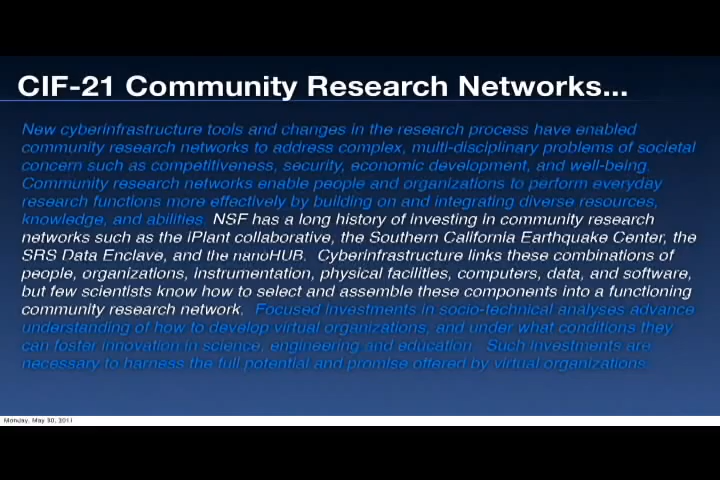 CIF-21 Community Research Networks...
New cyberinfrastructure tools and changes in the research process have enabled
community research networks to address complex, multi-disciplinary problems of societal
concern such as competitiveness, security, economic development, and well-being.
Community research networks enable people and organizations to perform everyday
research functions more effectively by building on and integrating diverse resources,
knowledge, and abilities. NSF has a long history of investing in community research
networks such as the iPlant collaborative, the Southern California Earthquake Center, the
SRS Data Enclave, and the nanoHUB. Cyberinfrastructure links these combinations of
people, organizations, instrumentation, physical facilities, computers, data, and software,
but few scientists know how to select and assemble these components into a functioning
community research network. Focused investments in socio-technical analyses advance
understanding of how to develop virtual organizations, and under what conditions they
can foster innovation in science, engineering and education. Such investments are
necessary to harness the full potential and promise offered by virtual organizations.
Monday, May 30, 2011